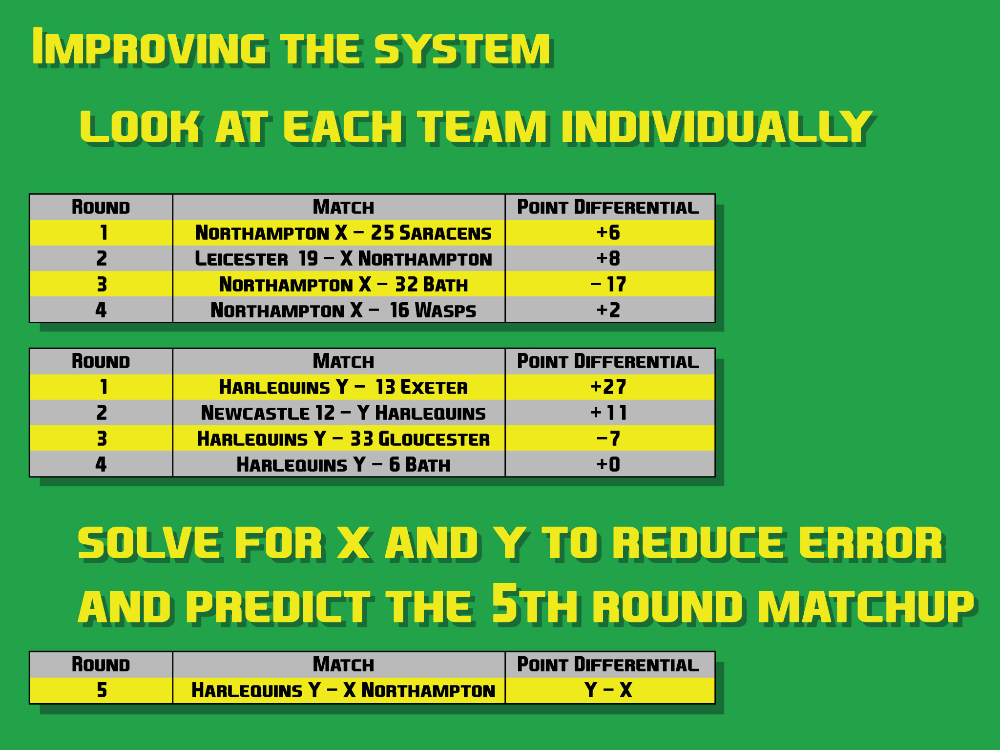 Improving the system
look at each team individually
Round Match Point Differential
1 Northampton X – 25 Saracens +6
2 Leicester 19 – X Northampton +8
3 Northampton X – 32 Bath – 17
4 Northampton X – 16 Wasps +2
Round Match Point Differential
1 Harlequins Y – 13 Exeter +27
2 Newcastle 12 – Y Harlequins +11
3 Harlequins Y – 33 Gloucester –7
4 Harlequins Y – 6 Bath +0
solve for x and y to reduce error
and predict the 5th round matchup
Round Match Point Differential
5 Harlequins Y – X Northampton Y – X